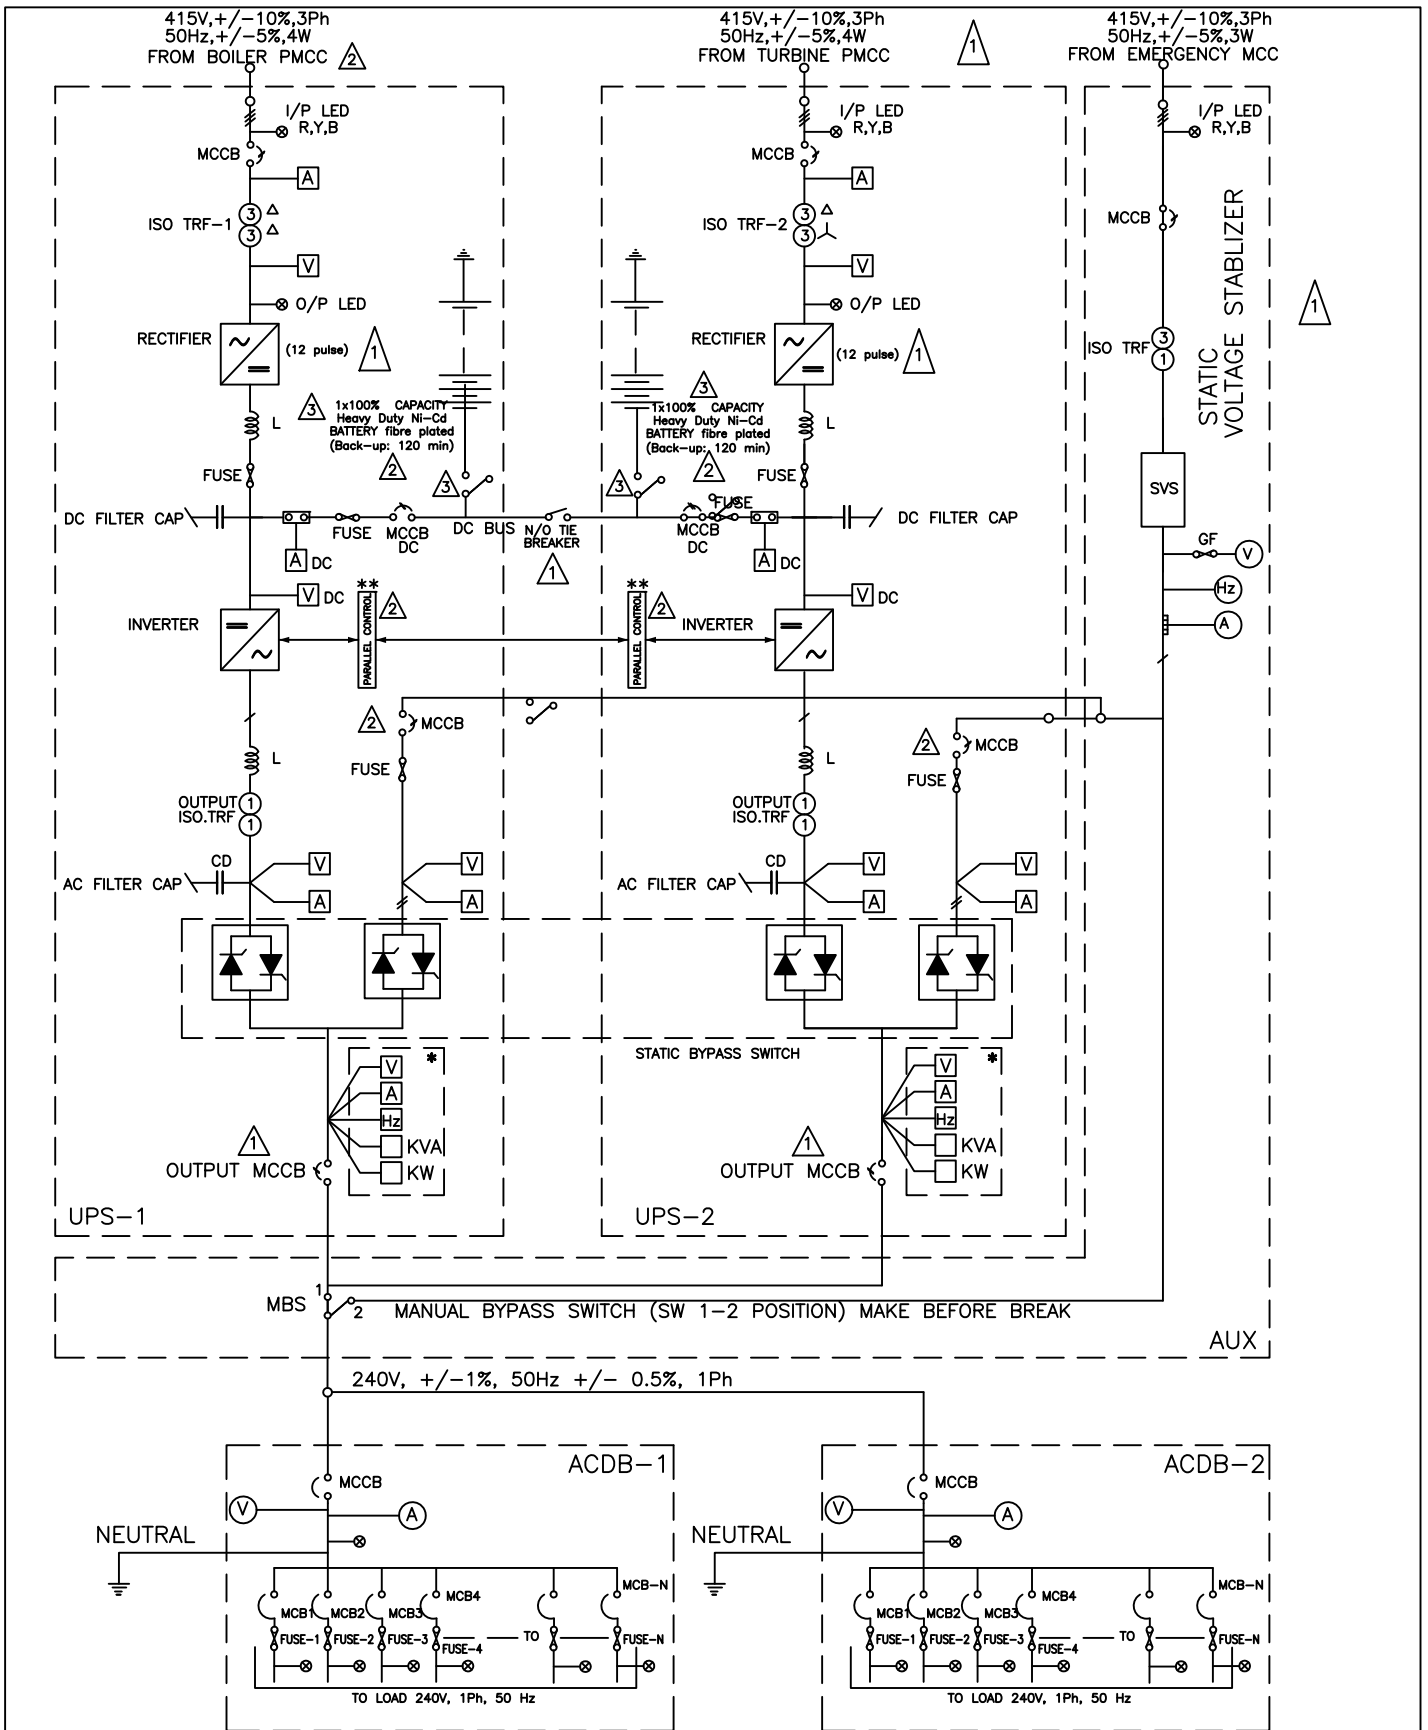 415V,+/-10%,3Ph
50Hz,+/-5%,4W
FROM BOILER PMCC
2
415V,+/-10%,3Ph
50Hz,+/-5%,4W
FROM TURBINE PMCC
1
415V,+/-10%,3Ph
50Hz,+/-5%,3W
FROM EMERGENCY MCC
I/P LED
R,Y,B
I/P LED
R,Y,B
I/P LED
R,Y,B
MCCB
MCCB
A
A
ISO TRF-1
3
3
ISO TRF-2
3
3
MCCB
STATIC
VOLTAGE STABLIZER
1
V
V
O/P LED
O/P LED
RECTIFIER
(12 pulse)
1
RECTIFIER
(12 pulse)
1
ISO TRF
3
1
3
1x100% CAPACITY
Heavy Duty Ni-Cd
BATTERY fibre plated
(Back-up: 120 min)
2
3
1x100% CAPACITY
Heavy Duty Ni-Cd
BATTERY fibre plated
(Back-up: 120 min)
2
L
L
FUSE
3
3
FUSE
SVS
DC FILTER CAP
FUSE
MCCB
DC
DC BUS
N/O TIE
BREAKER
1
MCCB
DC
FUSE
DC FILTER CAP
A DC
A DC
GF
V
Hz
A
V DC
V DC
INVERTER
**
PARALLEL CONTROL
2
**
PARALLEL CONTROL
2
INVERTER
2
MCCB
2
MCCB
L
FUSE
L
FUSE
OUTPUT
ISO.TRF
1
1
OUTPUT
ISO.TRF
1
1
AC FILTER CAP
CD
V
A
V
A
AC FILTER CAP
CD
V
A
V
A
STATIC BYPASS SWITCH
V
A
Hz
KVA
KW
*
V
A
Hz
KVA
KW
*
1
OUTPUT MCCB
1
OUTPUT MCCB
UPS-1
UPS-2
MBS
1
2
MANUAL BYPASS SWITCH (SW 1-2 POSITION) MAKE BEFORE BREAK
AUX
240V, +/-1%, 50Hz +/- 0.5%, 1Ph
ACDB-1
MCCB
V
A
NEUTRAL
MCB1
MCB2
MCB3
MCB4
MCB-N
FUSE-1
FUSE-2
FUSE-3
FUSE-4
TO
FUSE-N
TO LOAD 240V, 1Ph, 50 Hz
ACDB-2
MCCB
V
A
NEUTRAL
MCB1
MCB2
MCB3
MCB4
MCB-N
FUSE-1
FUSE-2
FUSE-3
FUSE-4
TO
FUSE-N
TO LOAD 240V, 1Ph, 50 Hz